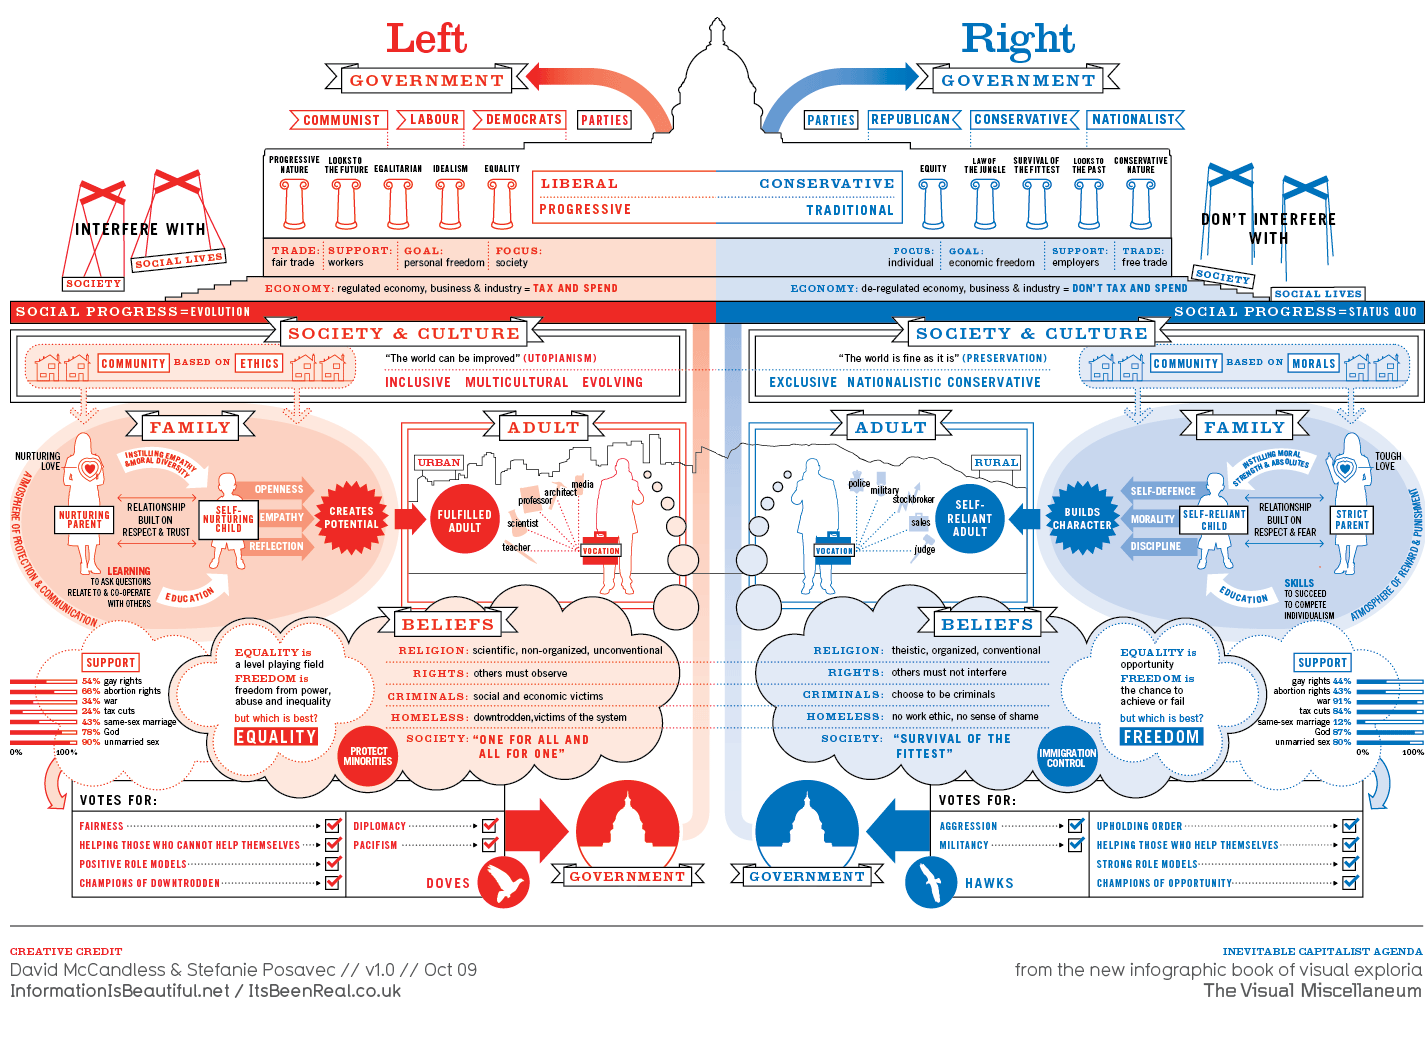 Left
Right
GOVERNMENT
GOVERNMENT
COMMUNIST
LABOUR
DEMOCRATS
PARTIES
PARTIES
REPUBLICAN
CONSERVATIVE
NATIONALIST
PROGRESSIVE
NATURE
LOOKS TO
THE FUTURE
EGALITARIAN
IDEALISM
EQUALITY
LIBERAL
CONSERVATIVE
PROGRESSIVE
TRADITIONAL
EQUITY
LAW OF
THE JUNGLE
SURVIVAL OF
THE FITTEST
LOOKS TO
THE PAST
CONSERVATIVE
NATURE
INTERFERE WITH
SOCIETY
SOCIAL LIVES
DON'T INTERFERE
WITH
SOCIETY
SOCIAL LIVES
TRADE:
fair trade
SUPPORT:
workers
GOAL:
personal freedom
FOCUS:
society
FOCUS:
individual
GOAL:
economic freedom
SUPPORT:
employers
TRADE:
free trade
ECONOMY: regulated economy, business & industry = TAX AND SPEND
ECONOMY: de-regulated economy, business & industry = DON'T TAX AND SPEND
SOCIAL PROGRESS=EVOLUTION
SOCIAL PROGRESS=STATUS QUO
SOCIETY & CULTURE
SOCIETY & CULTURE
COMMUNITY BASED ON ETHICS
"The world can be improved" (UTOPIANISM)
INCLUSIVE MULTICULTURAL EVOLVING
"The world is fine as it is" (PRESERVATION)
EXCLUSIVE NATIONALISTIC CONSERVATIVE
COMMUNITY BASED ON MORALS
FAMILY
NURTURING
LOVE
INSTILLING EMPATHY
& MORAL DIVERSITY
ATMOSPHERE OF PROTECTION & COMMUNICATION
NURTURING
PARENT
RELATIONSHIP
BUILT ON
RESPECT & TRUST
SELF-
NURTURING
CHILD
OPENNESS
EMPATHY
REFLECTION
CREATES
POTENTIAL
LEARNING
TO ASK QUESTIONS
RELATE TO & CO-OPERATE
WITH OTHERS
EDUCATION
ADULT
URBAN
FULFILLED
ADULT
media
architect
professor
scientist
teacher
VOCATION
ADULT
RURAL
police
military
stockbroker
sales
judge
VOCATION
SELF-
RELIANT
ADULT
FAMILY
TOUGH
LOVE
INSTILLING MORAL
STRENGTH & ABSOLUTES
ATMOSPHERE OF REWARD & PUNISHMENT
BUILDS
CHARACTER
SELF-DEFENCE
MORALITY
DISCIPLINE
SELF-RELIANT
CHILD
RELATIONSHIP
BUILT ON
RESPECT & FEAR
STRICT
PARENT
EDUCATION
SKILLS
TO SUCCEED
TO COMPETE
INDIVIDUALISM
SUPPORT
54% gay rights
66% abortion rights
34% war
24% tax cuts
43% same-sex marriage
78% God
90% unmarried sex
0% 100%
EQUALITY is
a level playing field
FREEDOM is
freedom from power,
abuse and inequality
but which is best?
EQUALITY
BELIEFS
RELIGION: scientific, non-organized, unconventional
RIGHTS: others must observe
CRIMINALS: social and economic victims
HOMELESS: downtrodden,victims of the system
SOCIETY: "ONE FOR ALL AND
ALL FOR ONE"
PROTECT
MINORITIES
BELIEFS
RELIGION: theistic, organized, conventional
RIGHTS: others must not interfere
CRIMINALS: choose to be criminals
HOMELESS: no work ethic, no sense of shame
SOCIETY: "SURVIVAL OF THE
FITTEST"
IMMIGRATION
CONTROL
EQUALITY is
opportunity
FREEDOM is
the chance to
achieve or fail
but which is best?
FREEDOM
SUPPORT
gay rights 44%
abortion rights 43%
war 91%
tax cuts 84%
same-sex marriage 12%
God 87%
unmarried sex 80%
0% 100%
VOTES FOR:
FAIRNESS
HELPING THOSE WHO CANNOT HELP THEMSELVES
POSITIVE ROLE MODELS
CHAMPIONS OF DOWNTRODDEN
DIPLOMACY
PACIFISM
DOVES
GOVERNMENT
GOVERNMENT
VOTES FOR:
AGGRESSION
MILITANCY
HAWKS
UPHOLDING ORDER
HELPING THOSE WHO HELP THEMSELVES
STRONG ROLE MODELS
CHAMPIONS OF OPPORTUNITY
CREATIVE CREDIT
David McCandless & Stefanie Posavec // v1.0 // Oct 09
InformationIsBeautiful.net / ItsBeenReal.co.uk
INEVITABLE CAPITALIST AGENDA
from the new infographic book of visual exploria
The Visual Miscellaneum